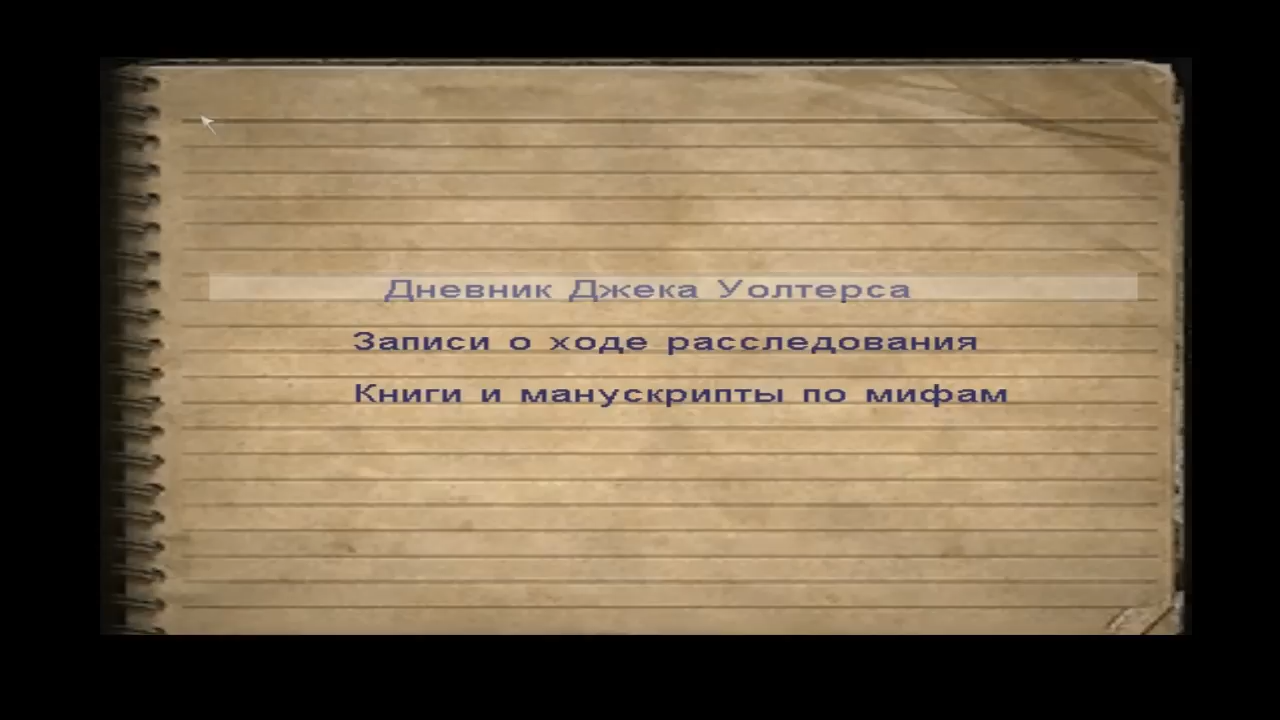 Дневник Джека Уолтерса
Записи о ходе расследования
Книги и манускрипты по мифам